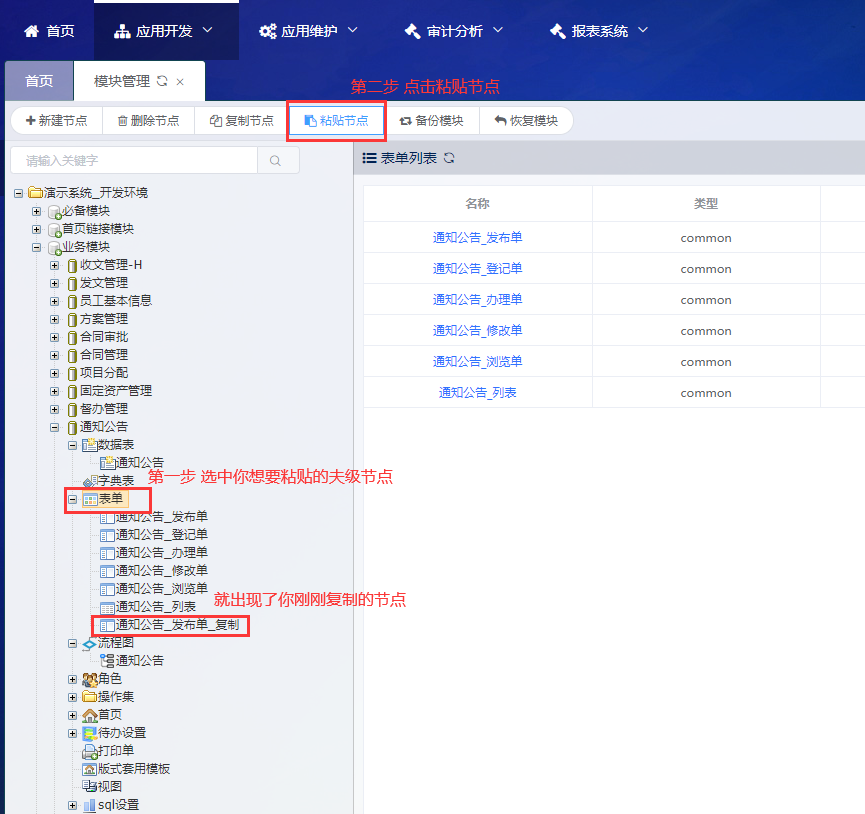 首页 应用开发 应用维护 审计分析 报表系统
首页 模块管理
第二步 点击粘贴节点
新建节点 删除节点 复制节点 粘贴节点 备份模块 恢复模块
请输入关键字
表单列表
名称 类型
通知公告_发布单 common
通知公告_登记单 common
通知公告_办理单 common
通知公告_修改单 common
通知公告_浏览单 common
通知公告_列表 common
演示系统_开发环境
必备模块
首页链接模块
业务模块
收文管理-H
发文管理
员工基本信息
方案管理
合同审批
合同管理
项目分配
固定资产管理
督办管理
通知公告
数据表
通知公告
字典表
第一步 选中你想要粘贴的夫级节点
表单
通知公告_发布单
通知公告_登记单
通知公告_办理单
通知公告_修改单
通知公告_浏览单
就出现了你刚刚复制的节点
通知公告_列表
通知公告_发布单_复制
流程图
通知公告
角色
操作集
首页
待办设置
打印单
版式套用模板
视图
sql设置